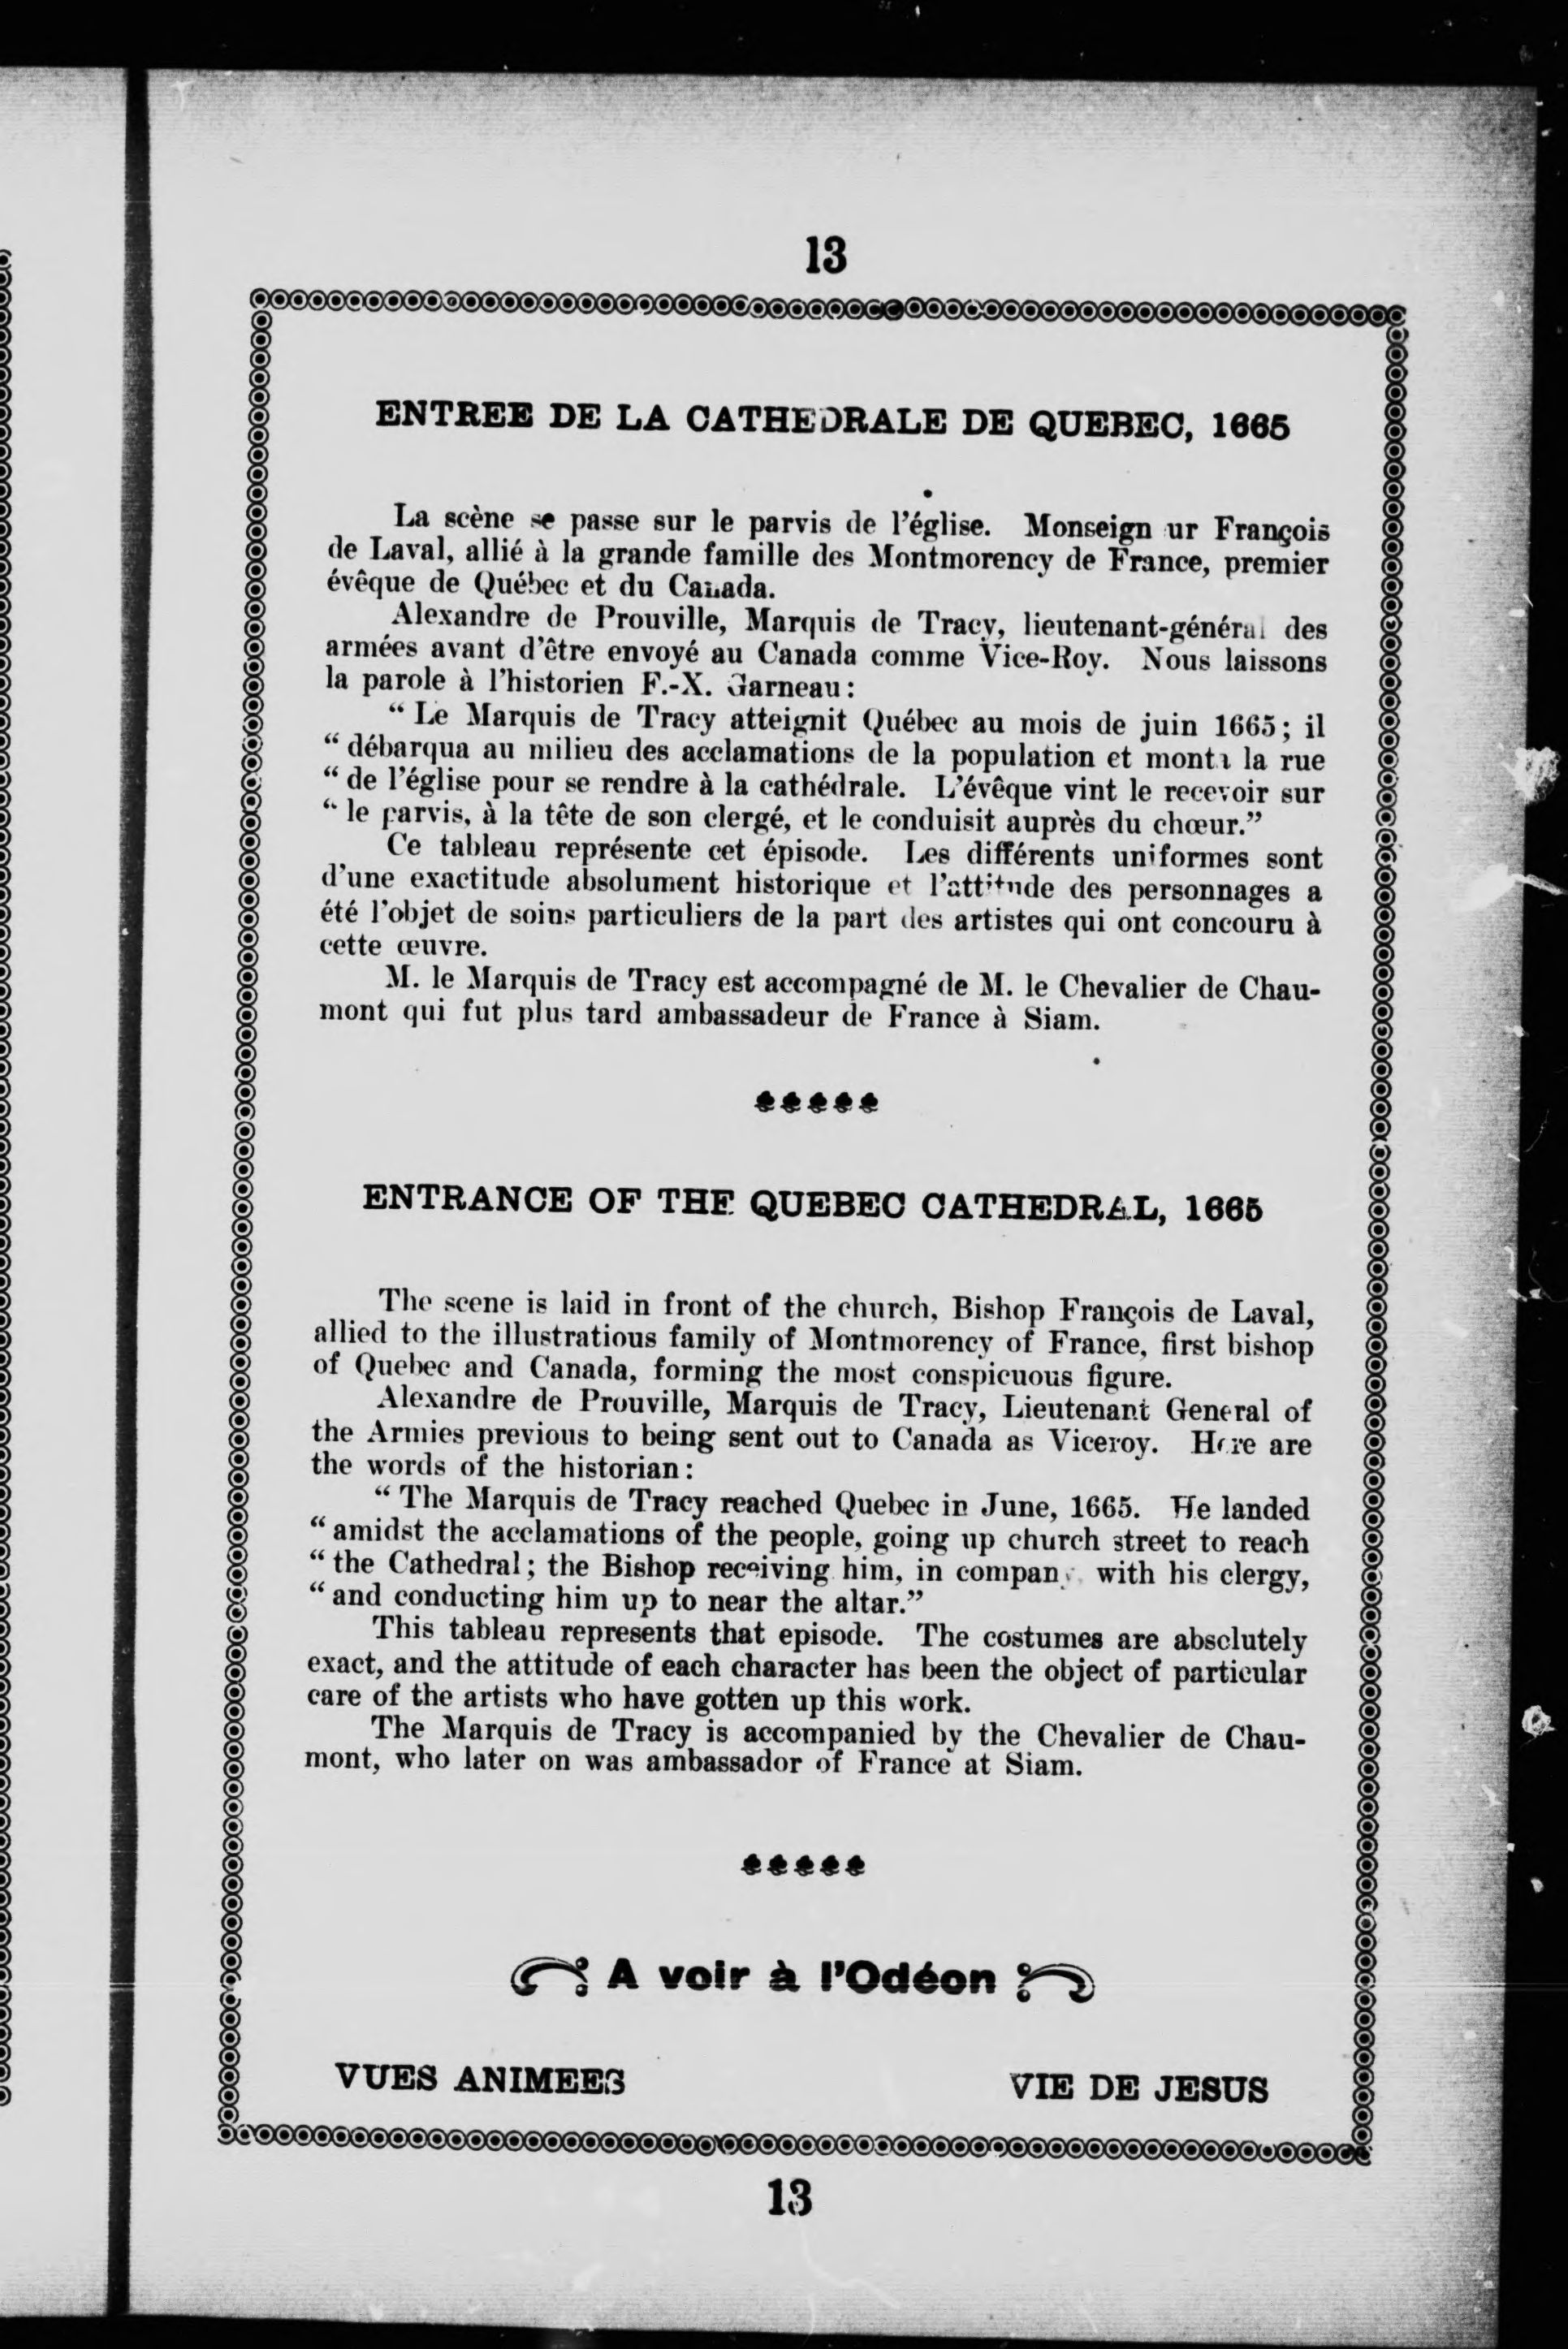 13
ENTREE DE LA CATHEDRALE DE QUEBEC, 1665
La scène se passe sur le parvis de l'église. Monseign ur François
de Laval, allié à la grande famille des Montmorency de France, premier
évêque de Québec et du Canada.
Alexandre de Prouville, Marquis de Tracy, lieutenant-général des
armées avant d'être envoyé au Canada comme Vice-Roy. Nous laissons
la parole à l'historien F.-X. Garneau:
" Le Marquis de Tracy atteignit Québec au mois de juin 1665; il
" débarqua au milieu des acclamations de la population et monta la rue
" de l'église pour se rendre à la cathédrale. L'évêque vint le recevoir sur
" le parvis, à la tête de son clergé, et le conduisit auprès du chœur."
Ce tableau représente cet épisode. Les différents uniformes sont
d'une exactitude absolument historique et l'attitude des personnages a
été l'objet de soins particuliers de la part des artistes qui ont concouru à
cette œuvre.
M. le Marquis de Tracy est accompagné de M. le Chevalier de Chau-
mont qui fut plus tard ambassadeur de France à Siam.
ENTRANCE OF THE QUEBEC CATHEDRAL, 1665
The scene is laid in front of the church, Bishop François de Laval,
allied to the illustratious family of Montmorency of France, first bishop
of Quebec and Canada, forming the most conspicuous figure.
Alexandre de Prouville, Marquis de Tracy, Lieutenant General of
the Armies previous to being sent out to Canada as Viceroy. Here are
the words of the historian:
" The Marquis de Tracy reached Quebec in June, 1665. He landed
" amidst the acclamations of the people, going up church street to reach
" the Cathedral; the Bishop receiving him, in company with his clergy,
" and conducting him up to near the altar."
This tableau represents that episode. The costumes are absolutely
exact, and the attitude of each character has been the object of particular
care of the artists who have gotten up this work.
The Marquis de Tracy is accompanied by the Chevalier de Chau-
mont, who later on was ambassador of France at Siam.
A voir à l'Odéon
VUES ANIMEES VIE DE JESUS
13